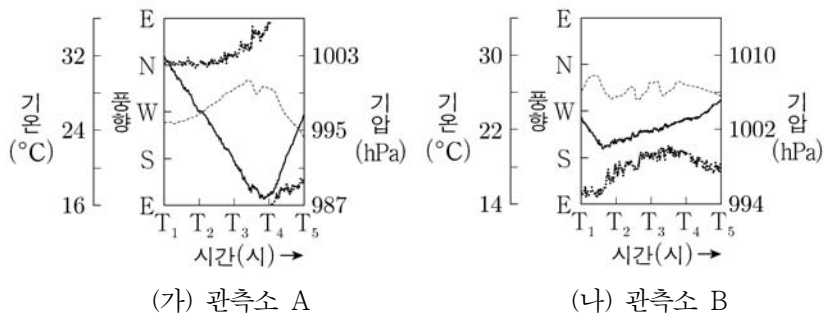 E E
32 N 1003 30 N 1010
기온(°C) 풍향 W 기압(hPa) 기온(°C) 풍향 W 기압(hPa)
24 995 22 1002
S S
16 E 987 14 E 994
T₁ T₂ T₃ T₄ T₅ T₁ T₂ T₃ T₄ T₅
시간(시) → 시간(시) →
(가) 관측소 A (나) 관측소 B